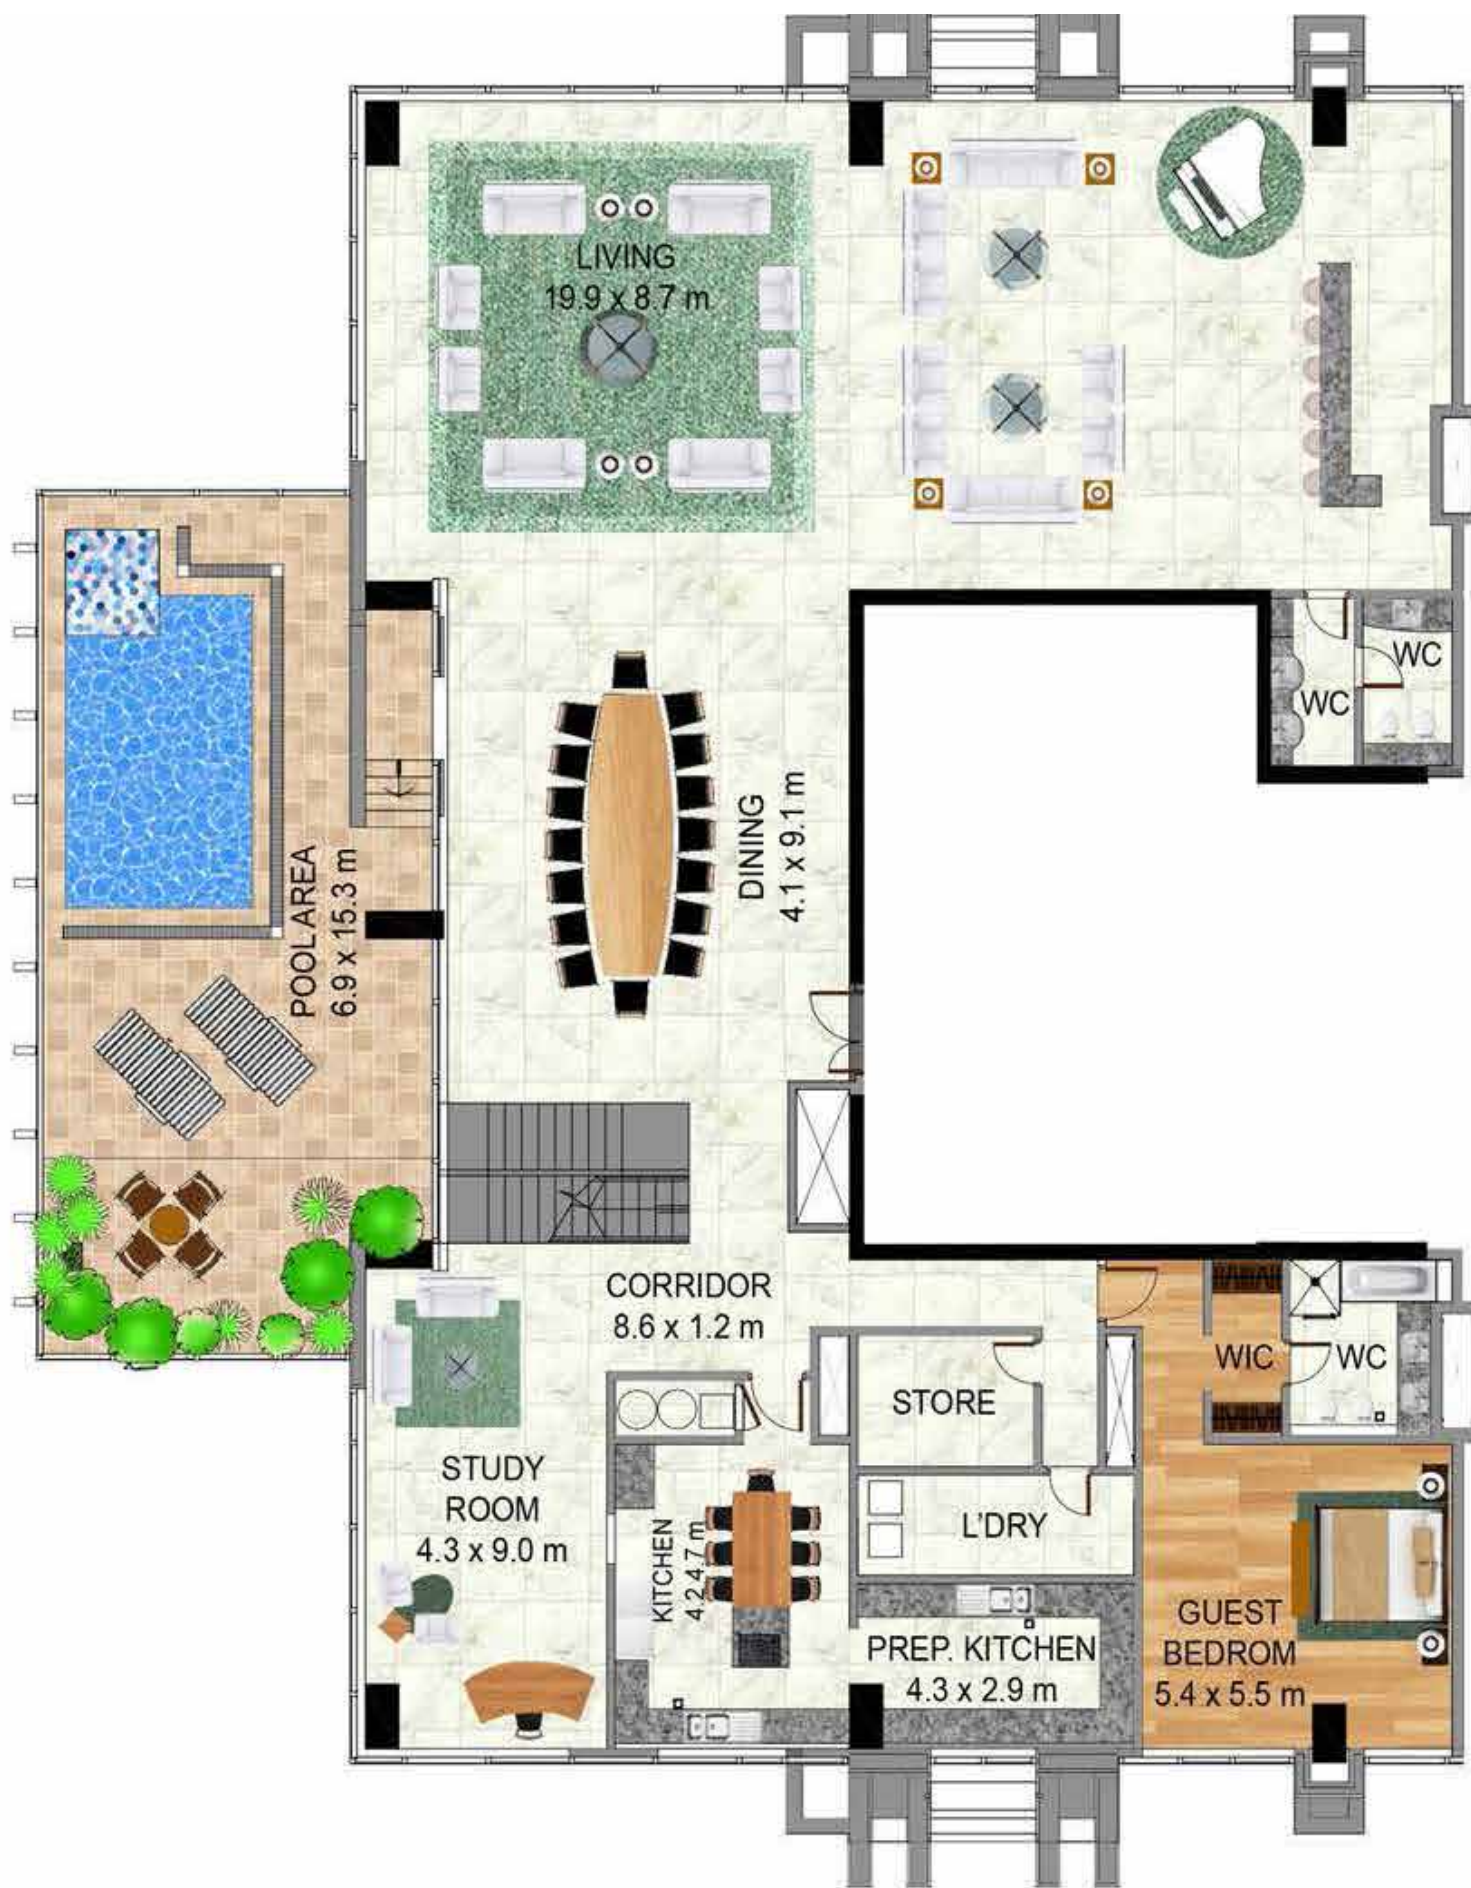 LIVING
19.9 x 8.7 m
WC
WC
DINING
4.1 x 9.1 m
POOL AREA
6.9 x 15.3 m
CORRIDOR
8.6 x 1.2 m
WIC
WC
STORE
STUDY
ROOM
4.3 x 9.0 m
L'DRY
KITCHEN
4.2 4.7 m
GUEST
BEDROM
5.4 x 5.5 m
PREP. KITCHEN
4.3 x 2.9 m